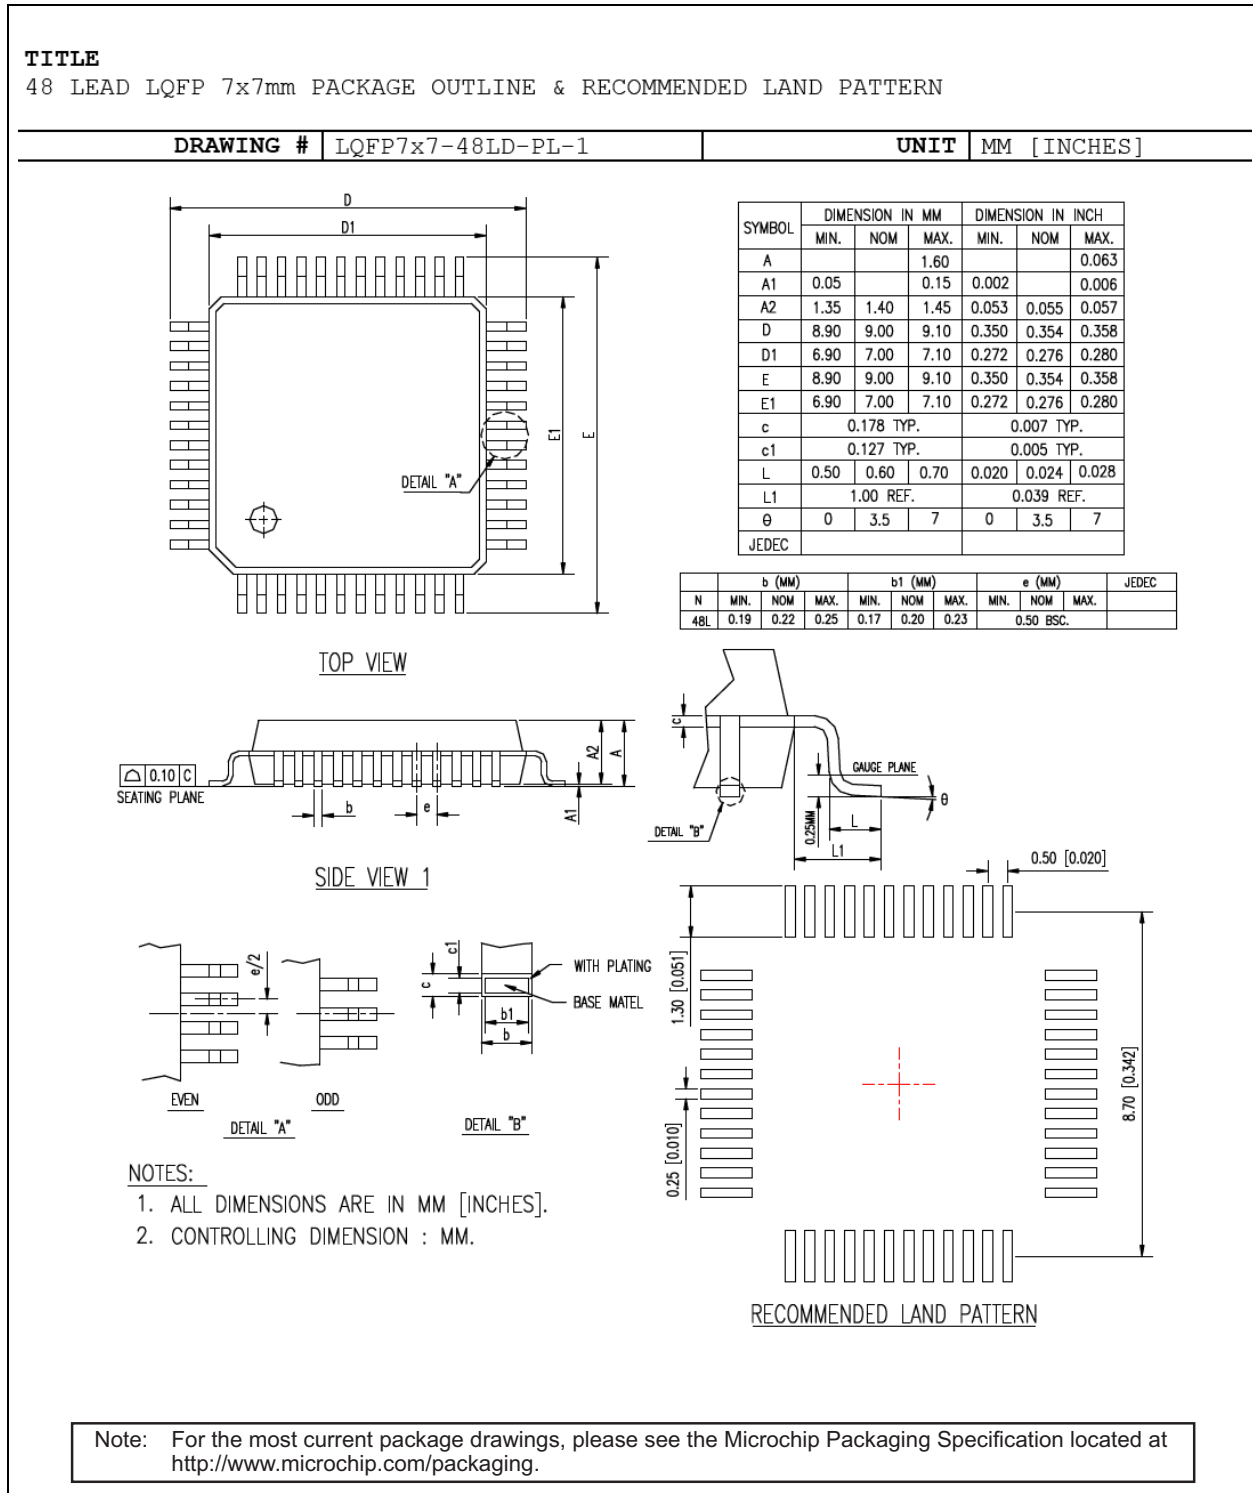 TITLE
48 LEAD LQFP 7x7mm PACKAGE OUTLINE & RECOMMENDED LAND PATTERN
DRAWING # LQFP7x7-48LD-PL-1 UNIT MM [INCHES]
D
D1
E1
E
DETAIL "A"
TOP VIEW
SYMBOL DIMENSION IN MM DIMENSION IN INCH
MIN. NOM MAX. MIN. NOM MAX.
A 1.60 0.063
A1 0.05 0.15 0.002 0.006
A2 1.35 1.40 1.45 0.053 0.055 0.057
D 8.90 9.00 9.10 0.350 0.354 0.358
D1 6.90 7.00 7.10 0.272 0.276 0.280
E 8.90 9.00 9.10 0.350 0.354 0.358
E1 6.90 7.00 7.10 0.272 0.276 0.280
c 0.178 TYP. 0.007 TYP.
c1 0.127 TYP. 0.005 TYP.
L 0.50 0.60 0.70 0.020 0.024 0.028
L1 1.00 REF. 0.039 REF.
θ 0 3.5 7 0 3.5 7
JEDEC
b (MM) b1 (MM) e (MM) JEDEC
N MIN. NOM MAX. MIN. NOM MAX. MIN. NOM MAX.
48L 0.19 0.22 0.25 0.17 0.20 0.23 0.50 BSC.
0.10 C
SEATING PLANE
b
e
A2
A
A1
SIDE VIEW 1
c
GAUGE PLANE
θ
DETAIL "B"
0.25MM
L
L1
e/2
EVEN
ODD
DETAIL "A"
c1
c
WITH PLATING
BASE MATEL
b1
b
DETAIL "B"
0.50 [0.020]
1.30 [0.051]
0.25 [0.010]
8.70 [0.342]
RECOMMENDED LAND PATTERN
NOTES:
1. ALL DIMENSIONS ARE IN MM [INCHES].
2. CONTROLLING DIMENSION : MM.
Note: For the most current package drawings, please see the Microchip Packaging Specification located at
http://www.microchip.com/packaging.